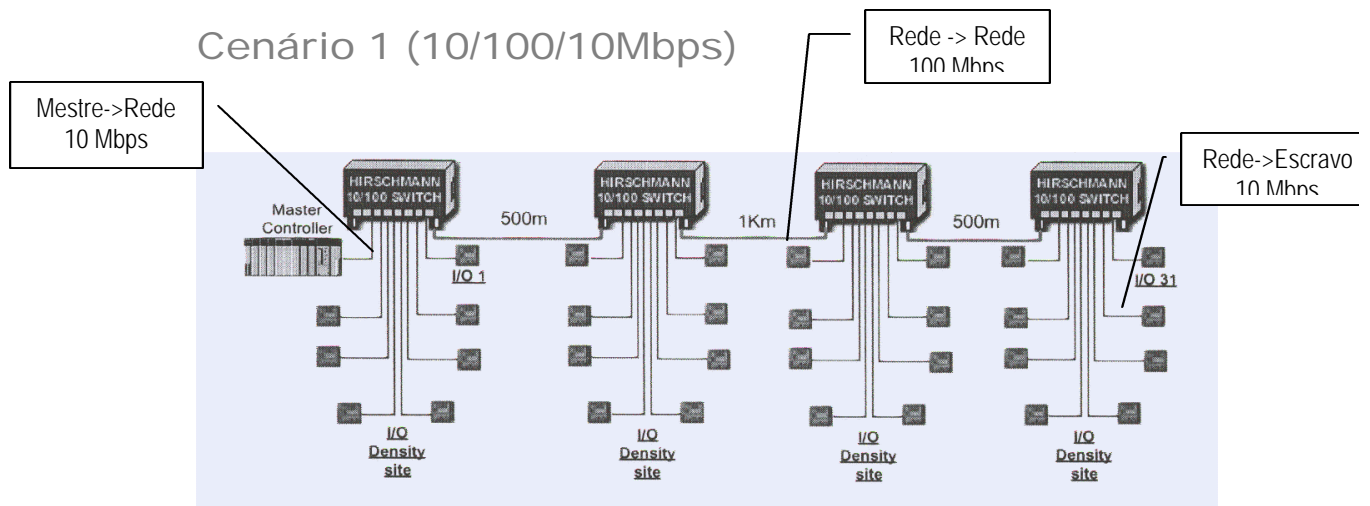 Cenário 1 (10/100/10Mbps)
Rede -> Rede
100 Mbps
Mestre->Rede
10 Mbps
Rede->Escravo
10 Mbps
HIRSCHMANN
10/100 SWITCH
HIRSCHMANN
10/100 SWITCH
HIRSCHMANN
10/100 SWITCH
HIRSCHMANN
10/100 SWITCH
Master
Controller
500m
1Km
500m
I/O 1
I/O 31
I/O
Density
site
I/O
Density
site
I/O
Density
site
I/O
Density
site